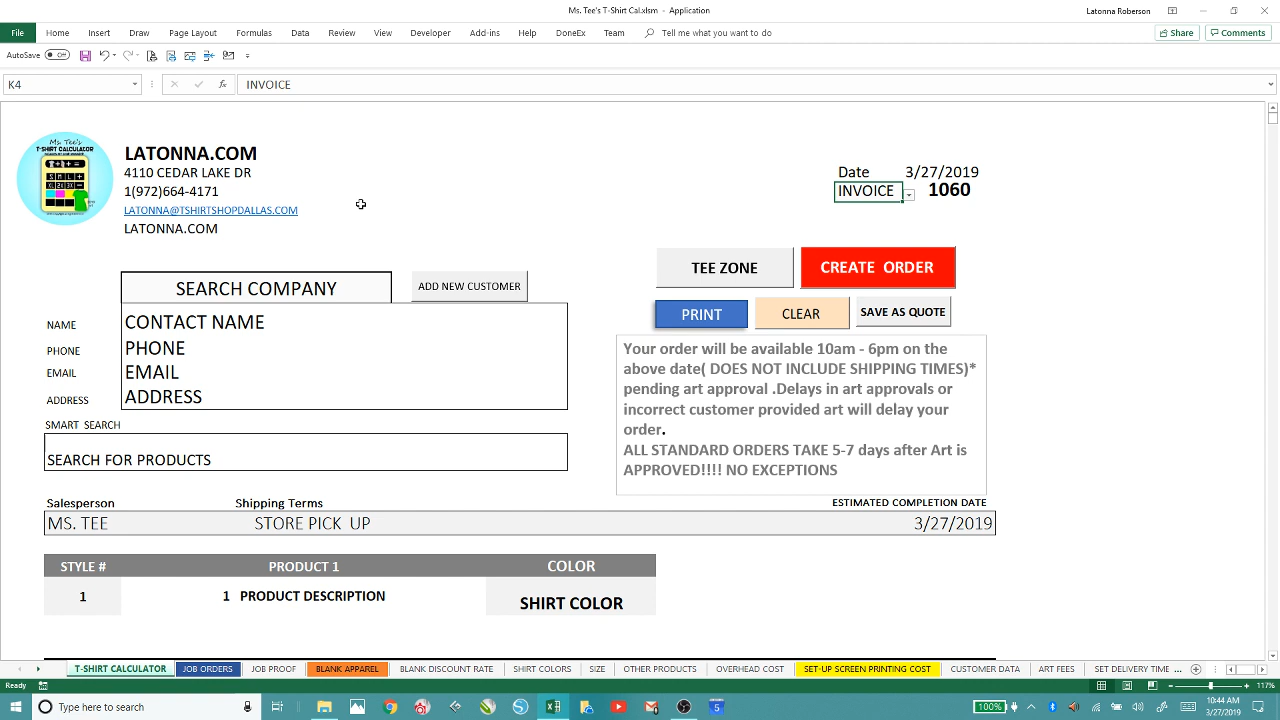 Ms. Tee's T-Shirt Cal.xlsm - Application
Latonna Roberson
File Home Insert Draw Page Layout Formulas Data Review View Developer Add-ins Help DoneEx Team Tell me what you want to do Share Comments
AutoSave Off
K4 fx INVOICE
Ms. Tee's
T-SHIRT CALCULATOR
LATONNA.COM
4110 CEDAR LAKE DR
1(972)664-4171
LATONNA@TSHIRTSHOPDALLAS.COM
LATONNA.COM
Date 3/27/2019
INVOICE 1060
TEE ZONE CREATE ORDER
SEARCH COMPANY ADD NEW CUSTOMER
PRINT CLEAR SAVE AS QUOTE
NAME CONTACT NAME
PHONE PHONE
EMAIL EMAIL
ADDRESS ADDRESS
Your order will be available 10am - 6pm on the
above date( DOES NOT INCLUDE SHIPPING TIMES)*
pending art approval .Delays in art approvals or
incorrect customer provided art will delay your
order.
ALL STANDARD ORDERS TAKE 5-7 days after Art is
APPROVED!!!! NO EXCEPTIONS
SMART SEARCH
SEARCH FOR PRODUCTS
Salesperson Shipping Terms ESTIMATED COMPLETION DATE
MS. TEE STORE PICK UP 3/27/2019
STYLE # PRODUCT 1 COLOR
1 1 PRODUCT DESCRIPTION SHIRT COLOR
T-SHIRT CALCULATOR JOB ORDERS JOB PROOF BLANK APPAREL BLANK DISCOUNT RATE SHIRT COLORS SIZE OTHER PRODUCTS OVERHEAD COST SET-UP SCREEN PRINTING COST CUSTOMER DATA ART FEES SET DELIVERY TIME ...
Ready 117%
Type here to search 100% 10:44 AM
3/27/2019